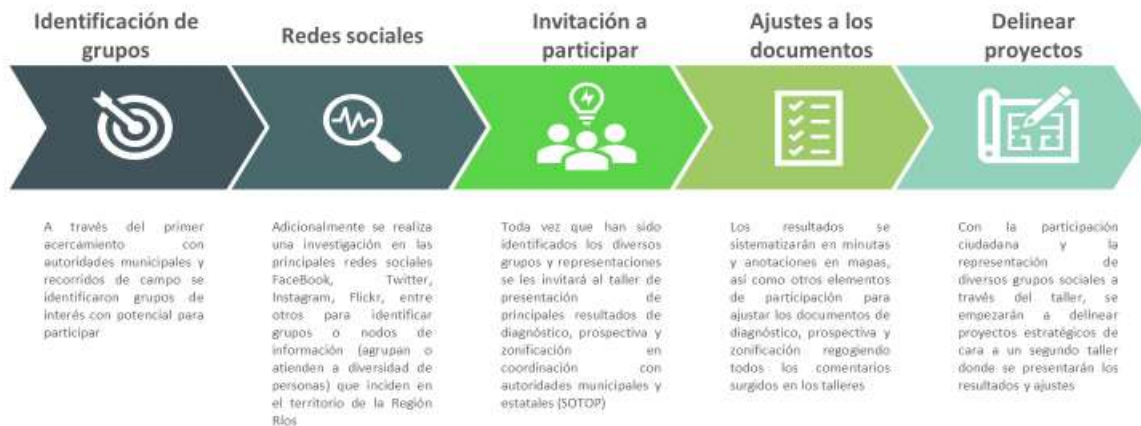 Identificación de
grupos
Redes sociales
Invitación a
participar
Ajustes a los
documentos
Delinear
proyectos
A través del primer
acercamiento con
autoridades municipales y
recorridos de campo se
identificaron grupos de
interés con potencial para
participar
Adicionalmente se realiza
una investigación en las
principales redes sociales
FaceBook, Twitter,
Instagram, Flickr, entre
otros para identificar
grupos o nodos de
información (agrupan o
atienden a diversidad de
personas) que inciden en
el territorio de la Región
Ríos
Toda vez que han sido
identificados los diversos
grupos y representaciones
se les invitará al taller de
presentación de
principales resultados de
diagnóstico, prospectiva y
zonificación en
coordinación con
autoridades municipales y
estatales (SOTOP)
Los resultados se
sistematizarán en minutas
y anotaciones en mapas,
así como otros elementos
de participación para
ajustar los documentos de
diagnóstico, prospectiva y
zonificación regogiendo
todos los comentarios
surgidos en los talleres
Con la participación
ciudadana y la
representación de
diversos grupos sociales a
través del taller, se
empezarán a delinear
proyectos estratégicos de
cara a un segundo taller
donde se presentarán los
resultados y ajustes